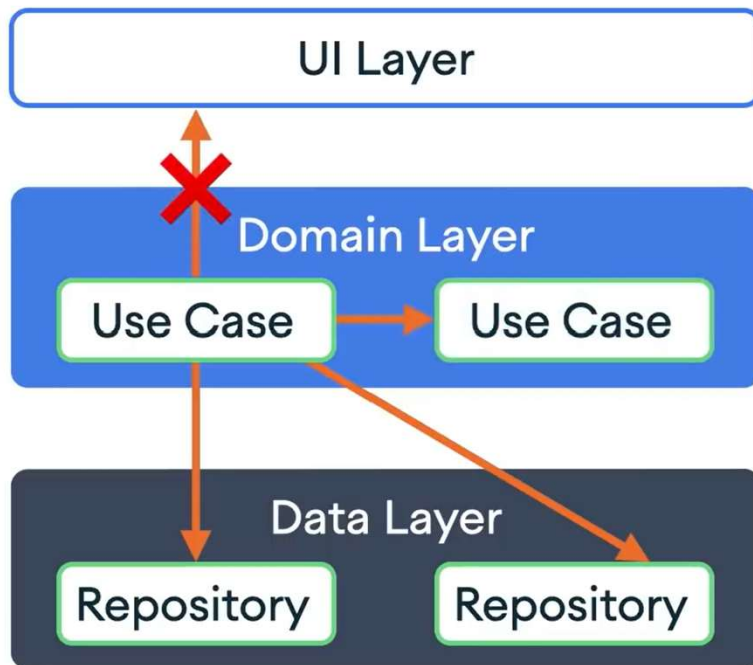 UI Layer
Domain Layer
Use Case
Use Case
Data Layer
Repository
Repository